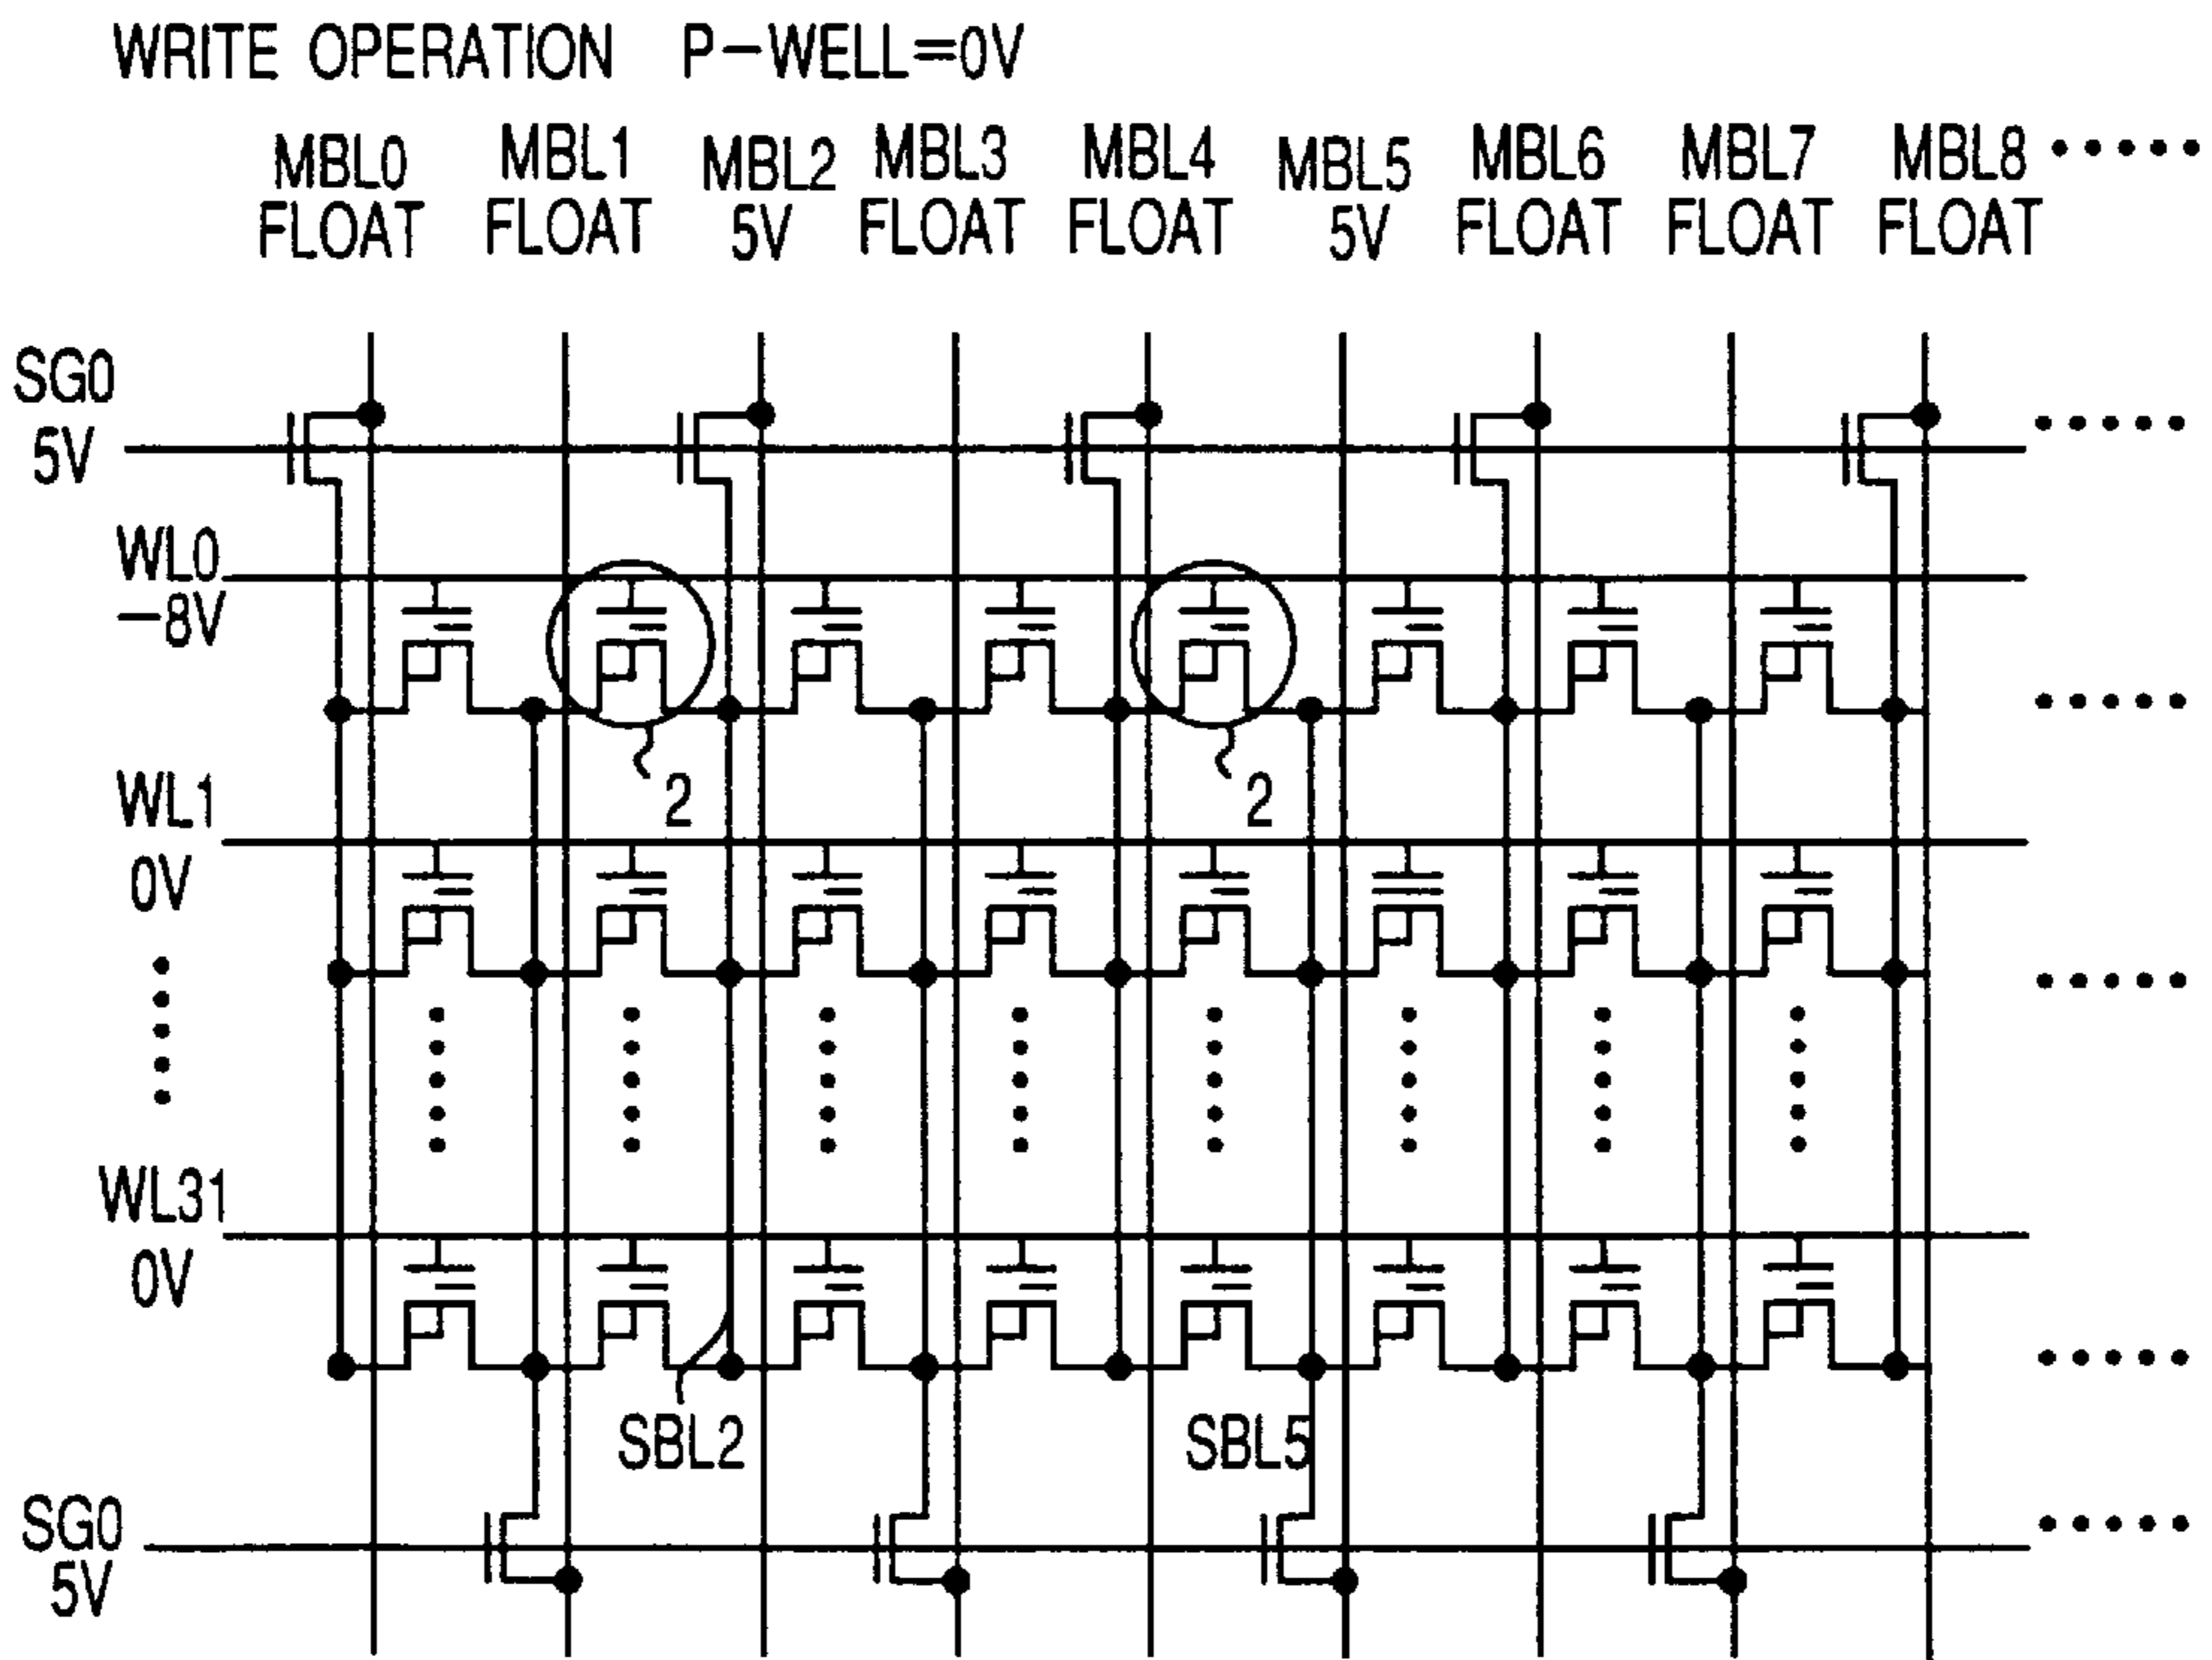 WRITE OPERATION P-WELL=0V
MBL0 MBL1 MBL2 MBL3 MBL4 MBL5 MBL6 MBL7 MBL8 .....
FLOAT FLOAT 5V FLOAT FLOAT 5V FLOAT FLOAT FLOAT
SG0
5V
WL0
-8V
2 2
WL1
0V
WL31
0V
SBL2 SBL5
SG0
5V